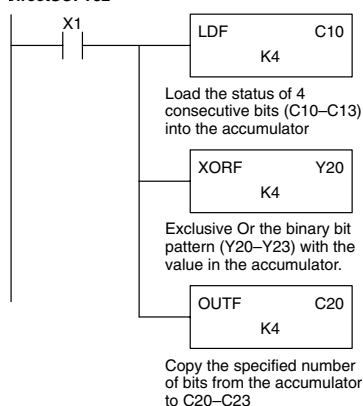 DirectSOFT32
X1
LDF C10
K4
Load the status of 4
consecutive bits (C10–C13)
into the accumulator
XORF Y20
K4
Exclusive Or the binary bit
pattern (Y20–Y23) with the
value in the accumulator.
OUTF C20
K4
Copy the specified number
of bits from the accumulator
to C20–C23